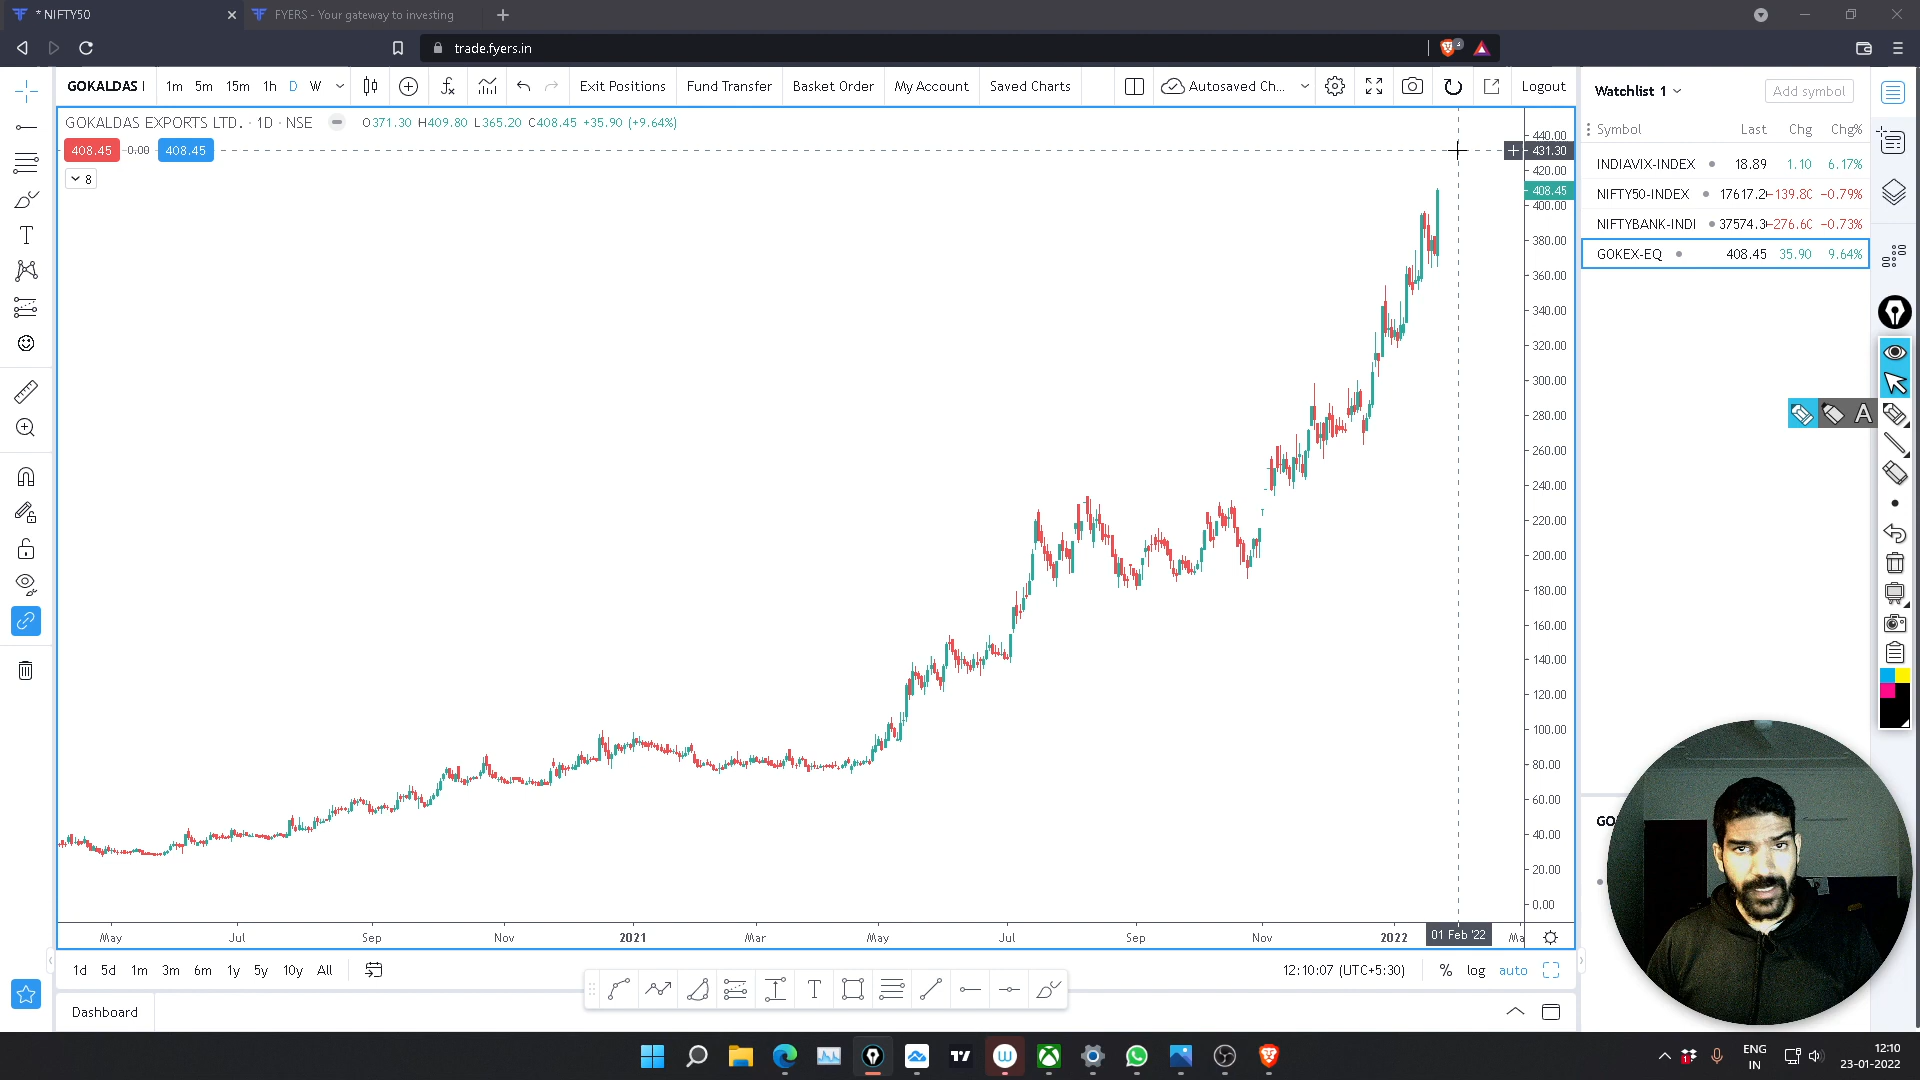 * NIFTY50
FYERS - Your gateway to investing
trade.fyers.in
3
GOKALDAS
1m 5m 15m 1h D W
Exit Positions
Fund Transfer
Basket Order
My Account
Saved Charts
Autosaved Ch...
Logout
GOKALDAS EXPORTS LTD. · 1D · NSE
O371.30 H409.80 L365.20 C408.45 +35.90 (+9.64%)
408.45 0.00 408.45
8
440.00
431.30
420.00
408.45
400.00
380.00
360.00
340.00
320.00
300.00
280.00
260.00
240.00
220.00
200.00
180.00
160.00
140.00
120.00
100.00
80.00
60.00
40.00
20.00
0.00
May Jul Sep Nov 2021 Mar May Jul Sep Nov 2022 01 Feb '22 Ma
1d 5d 1m 3m 6m 1y 5y 10y All
12:10:07 (UTC+5:30) % log auto
Dashboard
Watchlist 1
Add symbol
Symbol Last Chg Chg%
INDIAVIX-INDEX 18.89 1.10 6.17%
NIFTY50-INDEX 17617.2 -139.80 -0.79%
NIFTYBANK-INDI 37574.3 -276.60 -0.73%
GOKEX-EQ 408.45 35.90 9.64%
A
GO
ENG
IN
12:10
23-01-2022